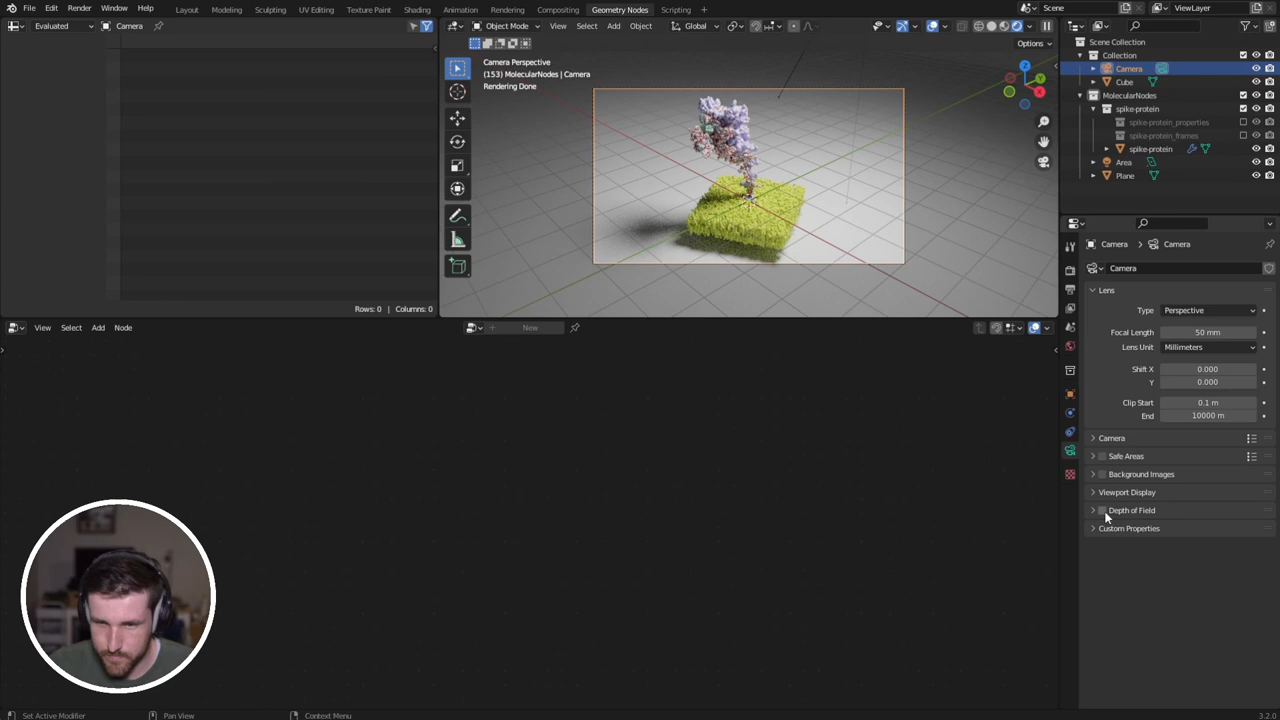 File Edit Render Window Help Layout Modeling Sculpting UV Editing Texture Paint Shading Animation Rendering Compositing Geometry Nodes Scripting + Scene ViewLayer
Evaluated Camera
Object Mode View Select Add Object Global
Options
Camera Perspective
(153) MolecularNodes | Camera
Rendering Done
Rows: 0 | Columns: 0
Scene Collection
Collection
Camera
Cube
MolecularNodes
spike-protein
spike-protein_properties
spike-protein_frames
spike-protein
Area
Plane
Camera > Camera
Camera
Lens
Type Perspective
Focal Length 50 mm
Lens Unit Millimeters
Shift X 0.000
Y 0.000
Clip Start 0.1 m
End 10000 m
Camera
Safe Areas
Background Images
Viewport Display
Depth of Field
Custom Properties
View Select Add Node + New
Set Active Modifier Pan View Context Menu 3.2.0